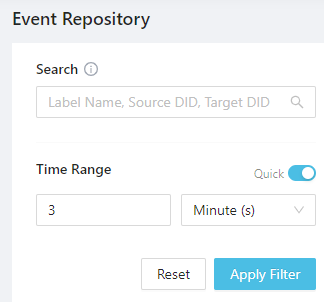 Event Repository
Search
Label Name, Source DID, Target DID
Time Range
Quick
3
Minute (s)
Reset
Apply Filter